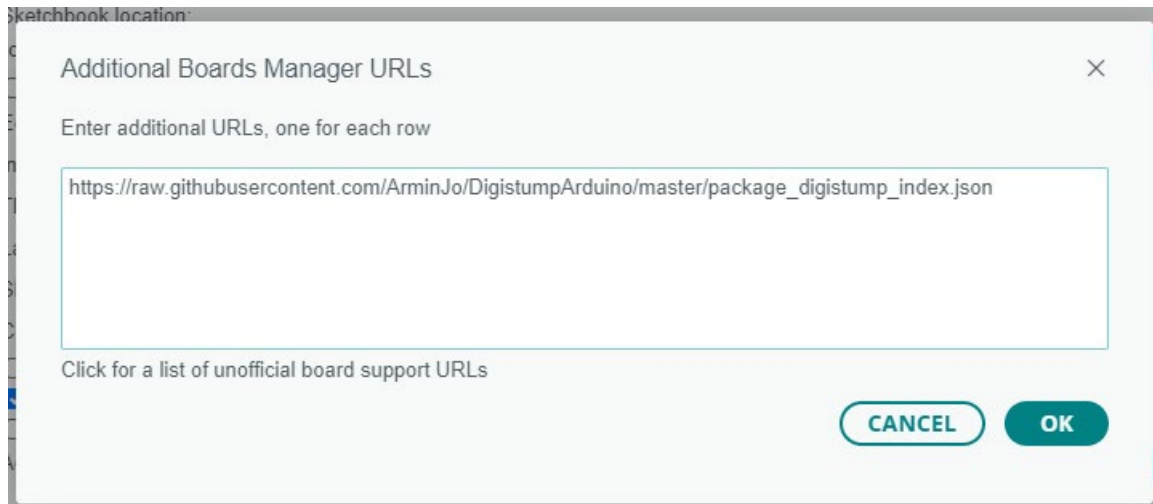 Sketchbook location:
Additional Boards Manager URLs
Enter additional URLs, one for each row
https://raw.githubusercontent.com/ArminJo/DigistumpArduino/master/package_digistump_index.json
Click for a list of unofficial board support URLs
CANCEL
OK